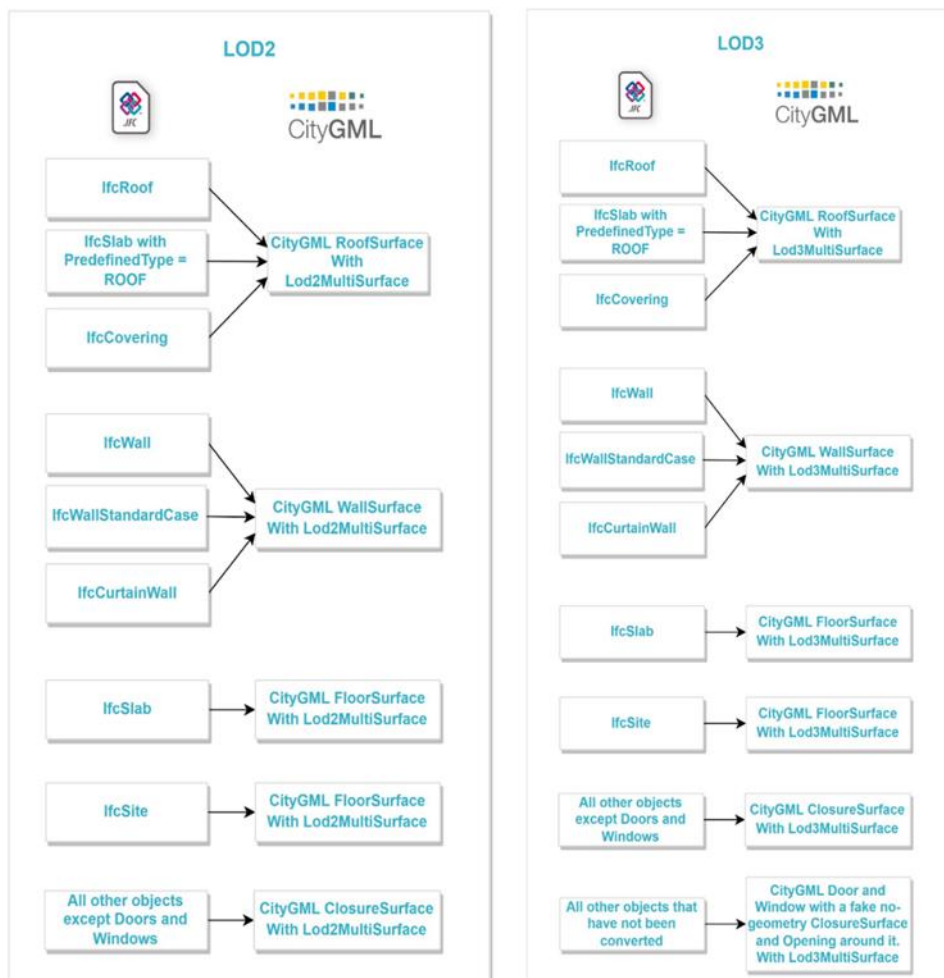 LOD2
IFC
CityGML
IfcRoof
IfcSlab with
PredefinedType =
ROOF
IfcCovering
CityGML RoofSurface
With
Lod2MultiSurface
IfcWall
IfcWallStandardCase
IfcCurtainWall
CityGML WallSurface
With Lod2MultiSurface
IfcSlab
CityGML FloorSurface
With Lod2MultiSurface
IfcSite
CityGML FloorSurface
With Lod2MultiSurface
All other objects
except Doors and
Windows
CityGML ClosureSurface
With Lod2MultiSurface
LOD3
IFC
CityGML
IfcRoof
IfcSlab with
PredefinedType =
ROOF
IfcCovering
CityGML RoofSurface
With
Lod3MultiSurface
IfcWall
IfcWallStandardCase
IfcCurtainWall
CityGML WallSurface
With Lod3MultiSurface
IfcSlab
CityGML FloorSurface
With Lod3MultiSurface
IfcSite
CityGML FloorSurface
With Lod3MultiSurface
All other objects
except Doors and
Windows
CityGML ClosureSurface
With Lod3MultiSurface
All other objects that
have not been
converted
CityGML Door and
Window with a fake no-
geometry ClosureSurface
and Opening around it.
With Lod3MultiSurface